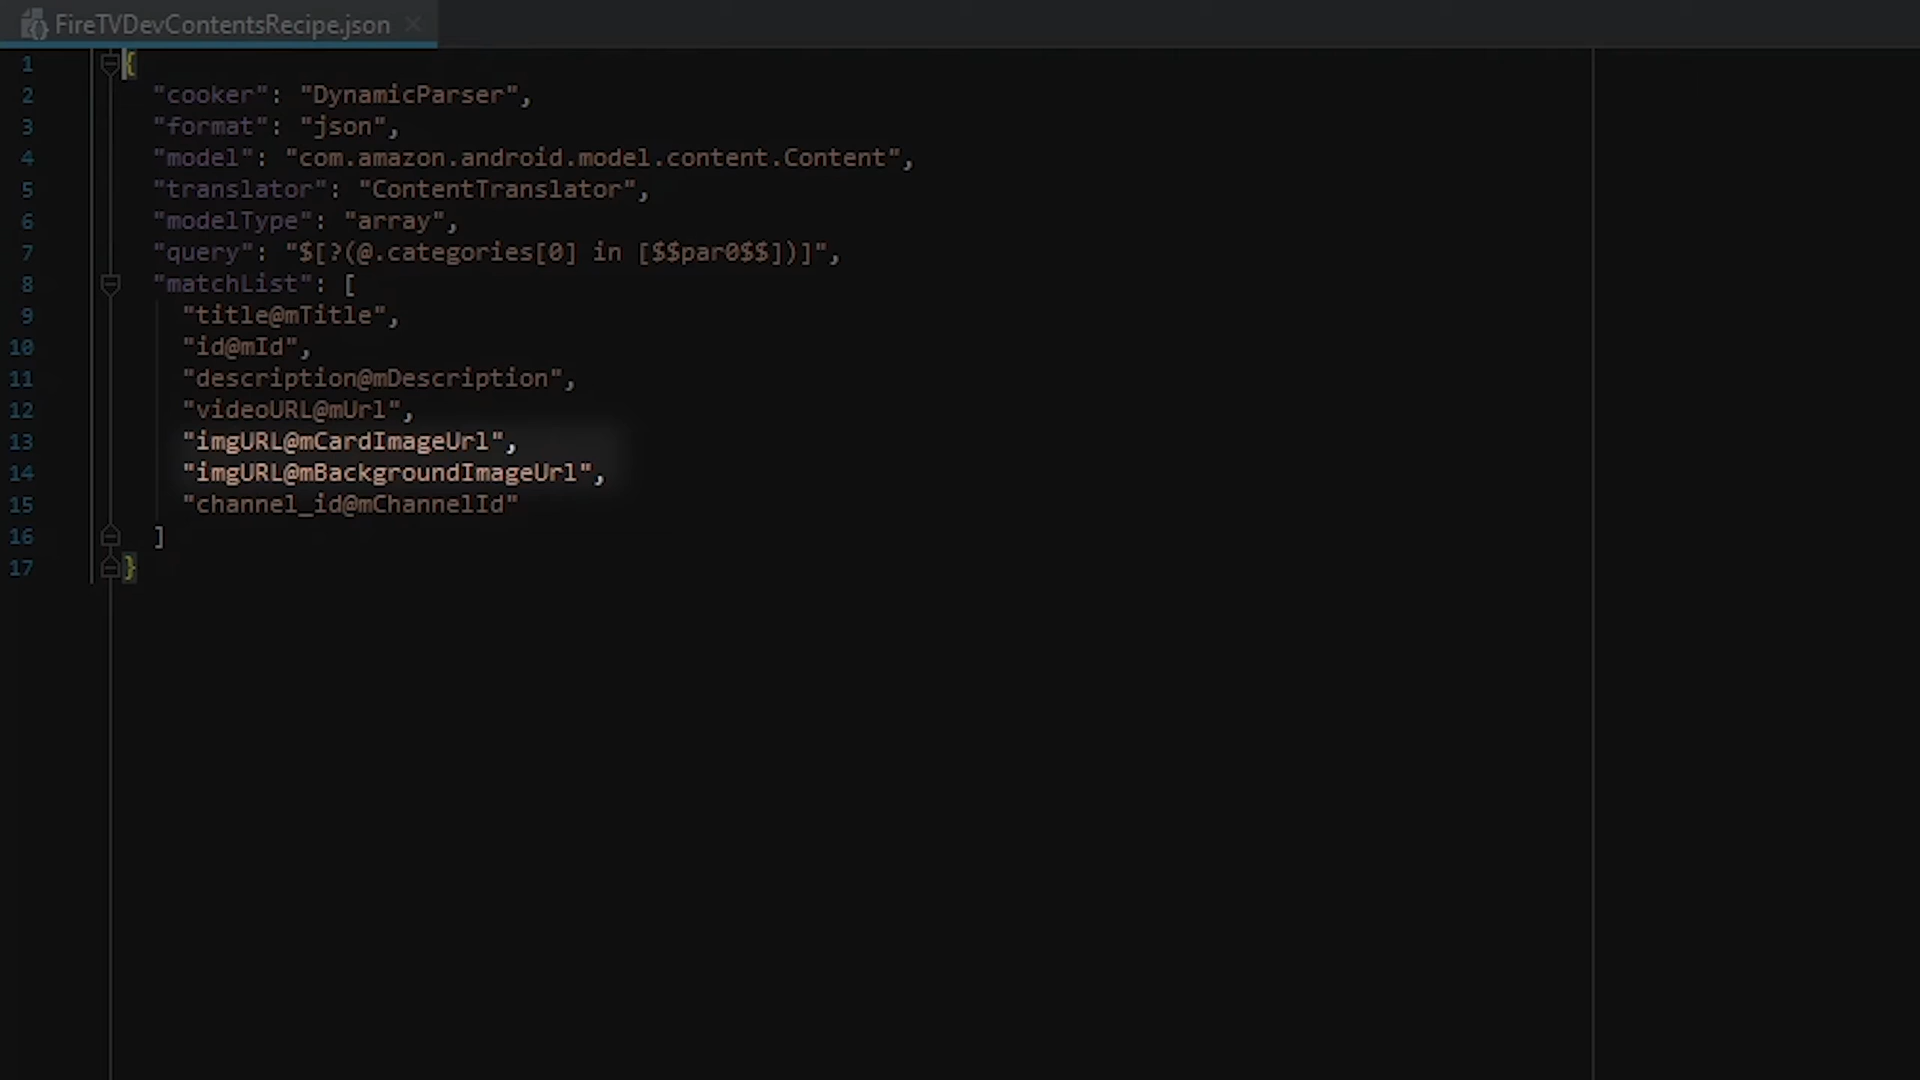 FireTVDevContentsRecipe.json
1 {
2 "cooker": "DynamicParser",
3 "format": "json",
4 "model": "com.amazon.android.model.content.Content",
5 "translator": "ContentTranslator",
6 "modelType": "array",
7 "query": "$[?(@.categories[0] in [$$par0$$])]",
8 "matchList": [
9 "title@mTitle",
10 "id@mId",
11 "description@mDescription",
12 "videoURL@mUrl",
13 "imgURL@mCardImageUrl",
14 "imgURL@mBackgroundImageUrl",
15 "channel_id@mChannelId"
16 ]
17 }